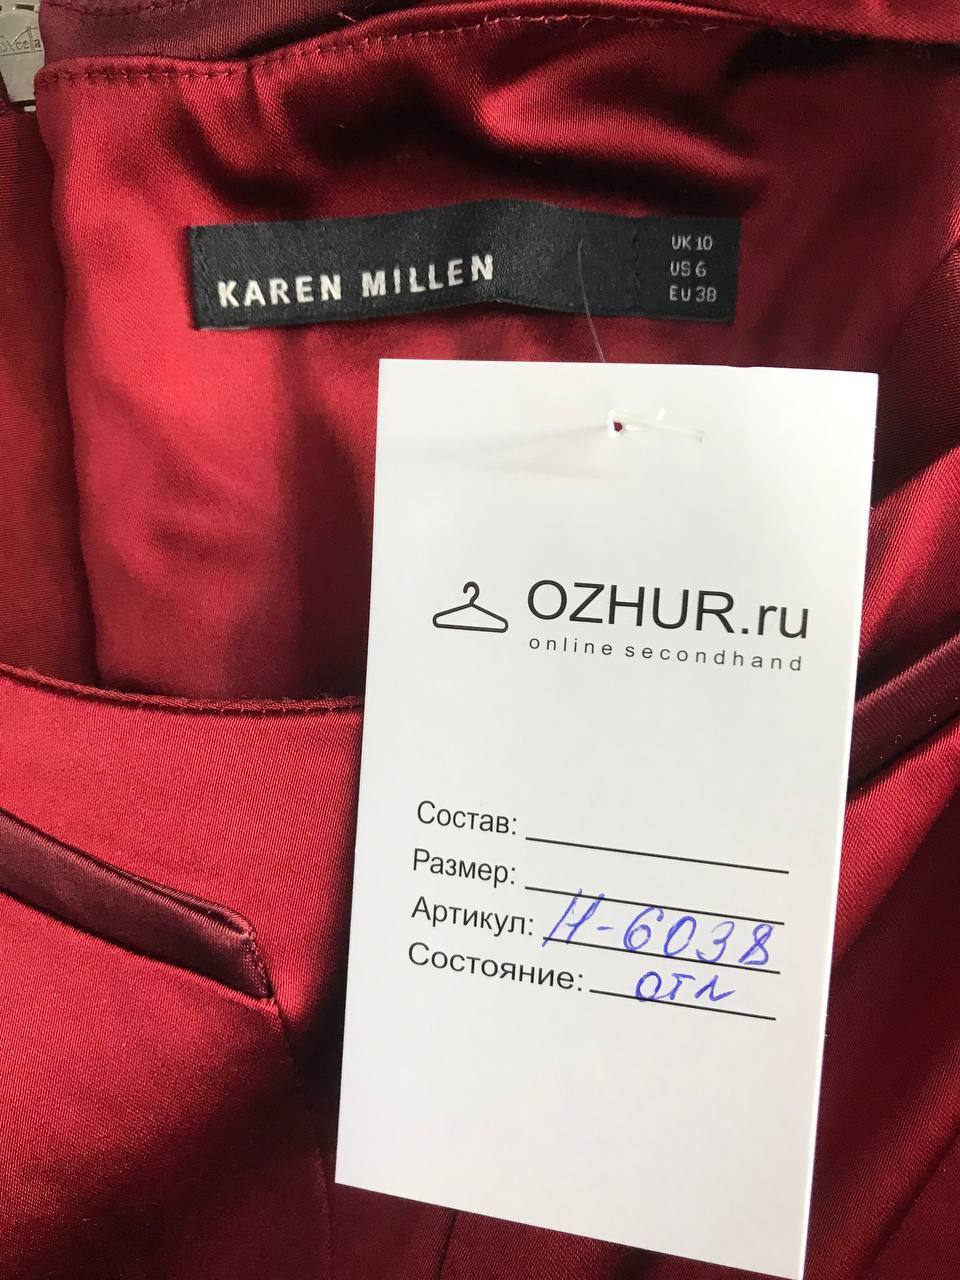 KAREN MILLEN
UK 10
US 6
EU 38
OZHUR.ru
online secondhand
Состав:
Размер:
Артикул: Н-6038
Состояние: отл